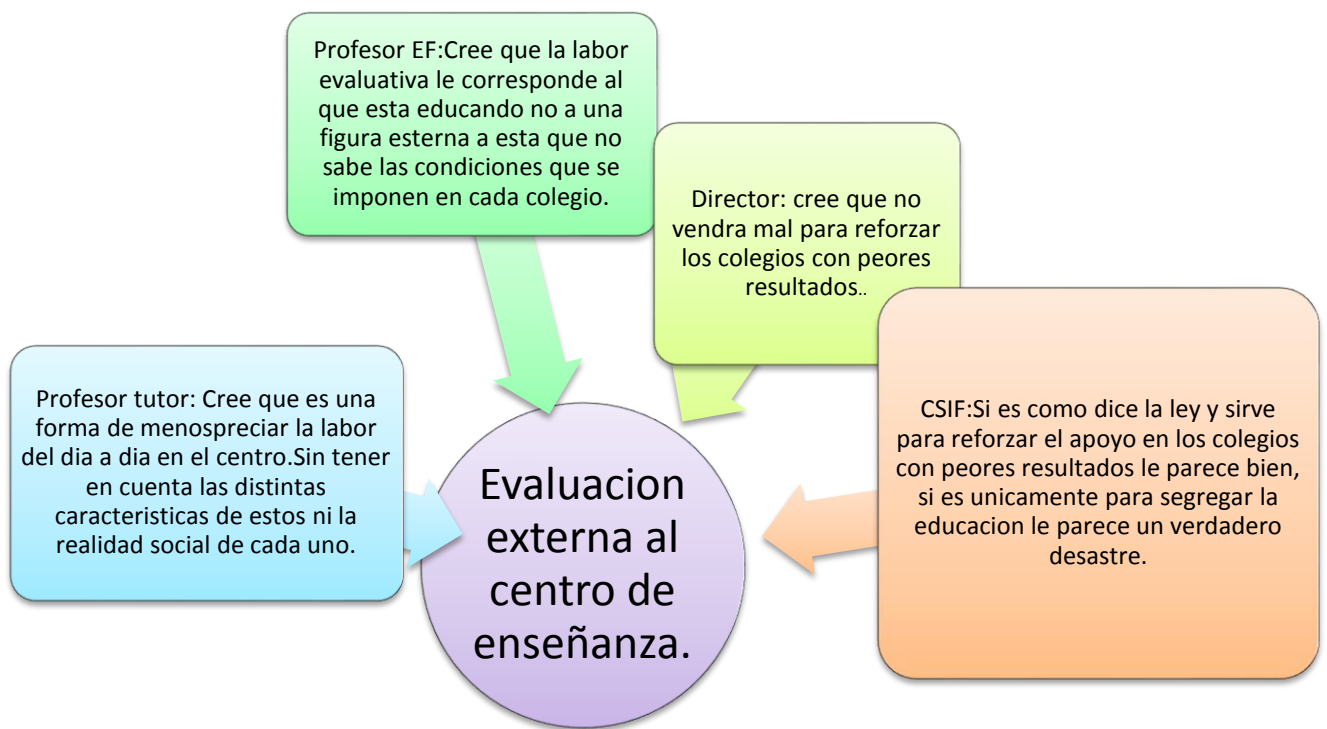 Profesor EF:Cree que la labor
evaluativa le corresponde al
que esta educando no a una
figura esterna a esta que no
sabe las condiciones que se
imponen en cada colegio.
Director: cree que no
vendra mal para reforzar
los colegios con peores
resultados..
Profesor tutor: Cree que es una
forma de menospreciar la labor
del dia a dia en el centro.Sin tener
en cuenta las distintas
caracteristicas de estos ni la
realidad social de cada uno.
CSIF:Si es como dice la ley y sirve
para reforzar el apoyo en los colegios
con peores resultados le parece bien,
si es unicamente para segregar la
educacion le parece un verdadero
desastre.
Evaluacion
externa al
centro de
enseñanza.